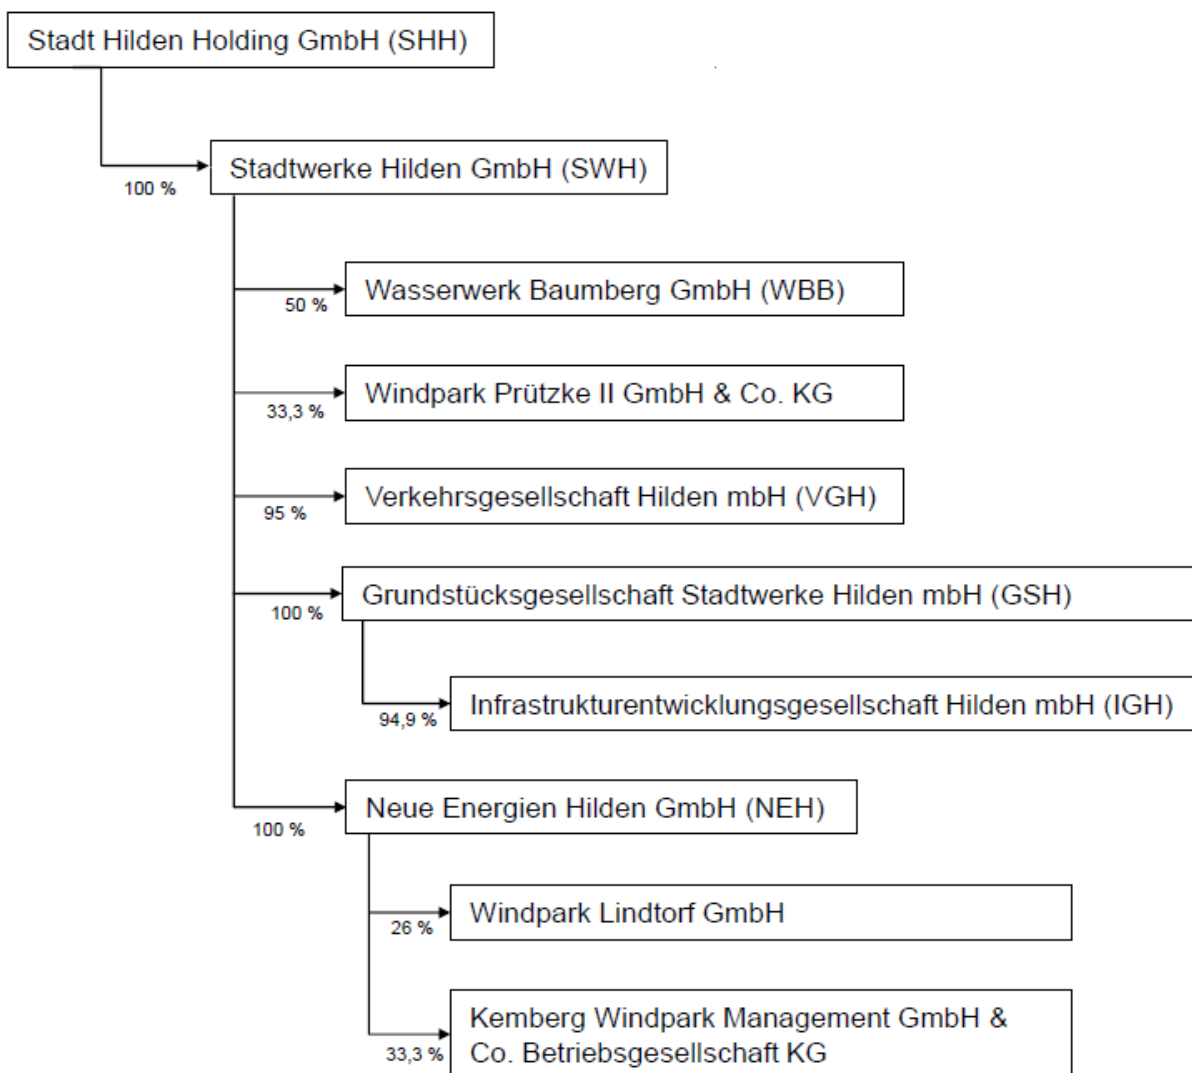 Stadt Hilden Holding GmbH (SHH)
100 %
Stadtwerke Hilden GmbH (SWH)
50 %
Wasserwerk Baumberg GmbH (WBB)
33,3 %
Windpark Prützke II GmbH & Co. KG
95 %
Verkehrsgesellschaft Hilden mbH (VGH)
100 %
Grundstücksgesellschaft Stadtwerke Hilden mbH (GSH)
94,9 %
Infrastrukturentwicklungsgesellschaft Hilden mbH (IGH)
100 %
Neue Energien Hilden GmbH (NEH)
26 %
Windpark Lindtorf GmbH
33,3 %
Kemberg Windpark Management GmbH &
Co. Betriebsgesellschaft KG